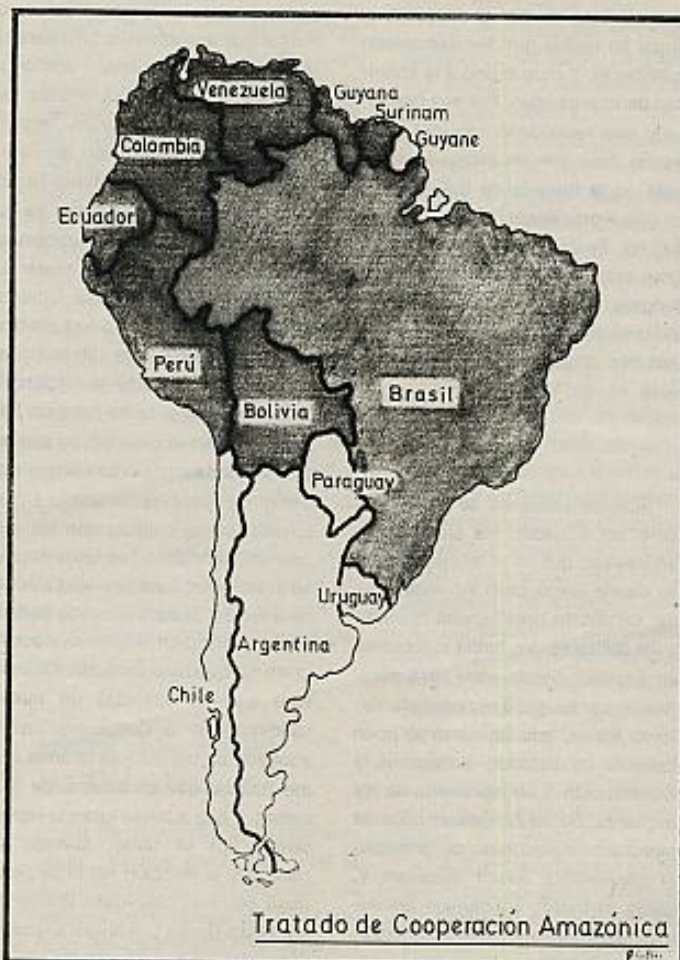 Venezuela
Guyana
Surinam
Guyane
Colombia
Ecuador
Perú
Brasil
Bolivia
Paraguay
Uruguay
Argentina
Chile
Tratado de Cooperación Amazónica